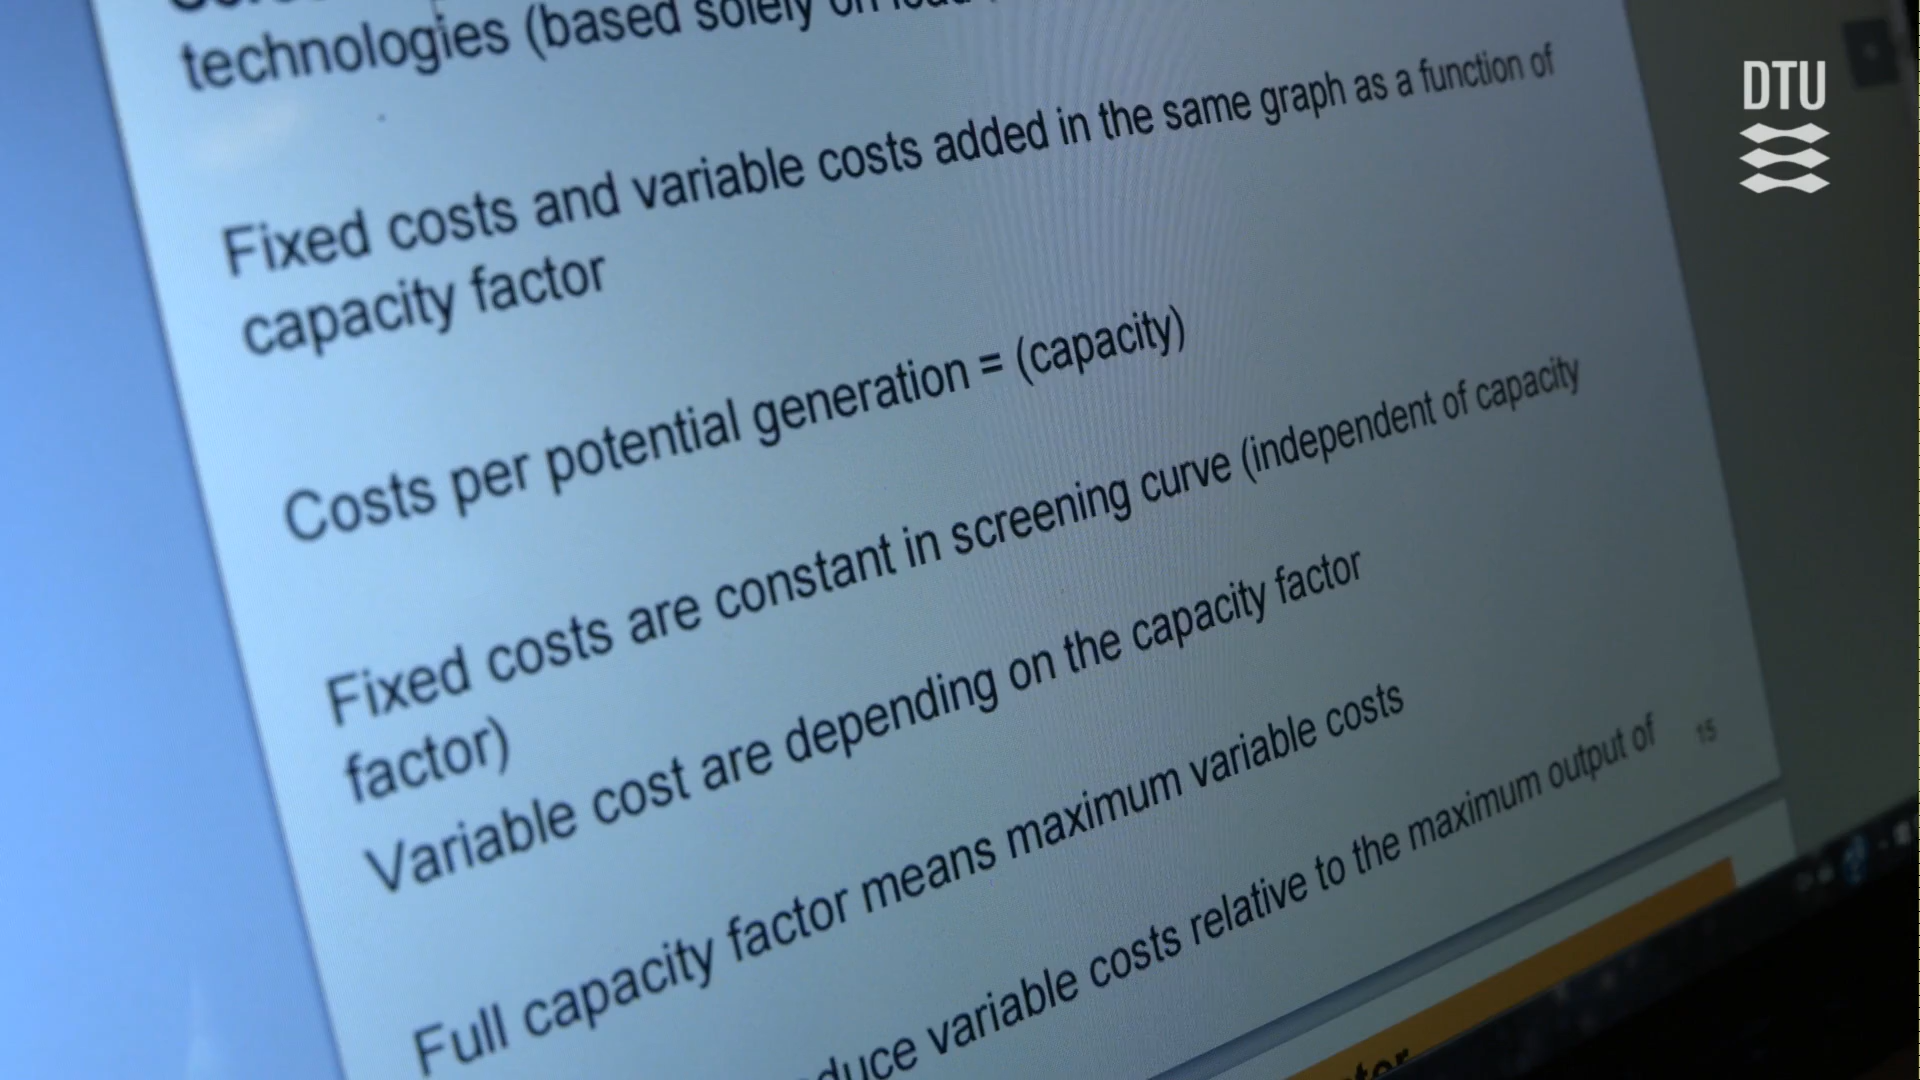 technologies (based solely on
DTU
Fixed costs and variable costs added in the same graph as a function of
capacity factor
Costs per potential generation = (capacity)
Fixed costs are constant in screening curve (independent of capacity
factor)
Variable cost are depending on the capacity factor
Full capacity factor means maximum variable costs
variable costs relative to the maximum output of
15